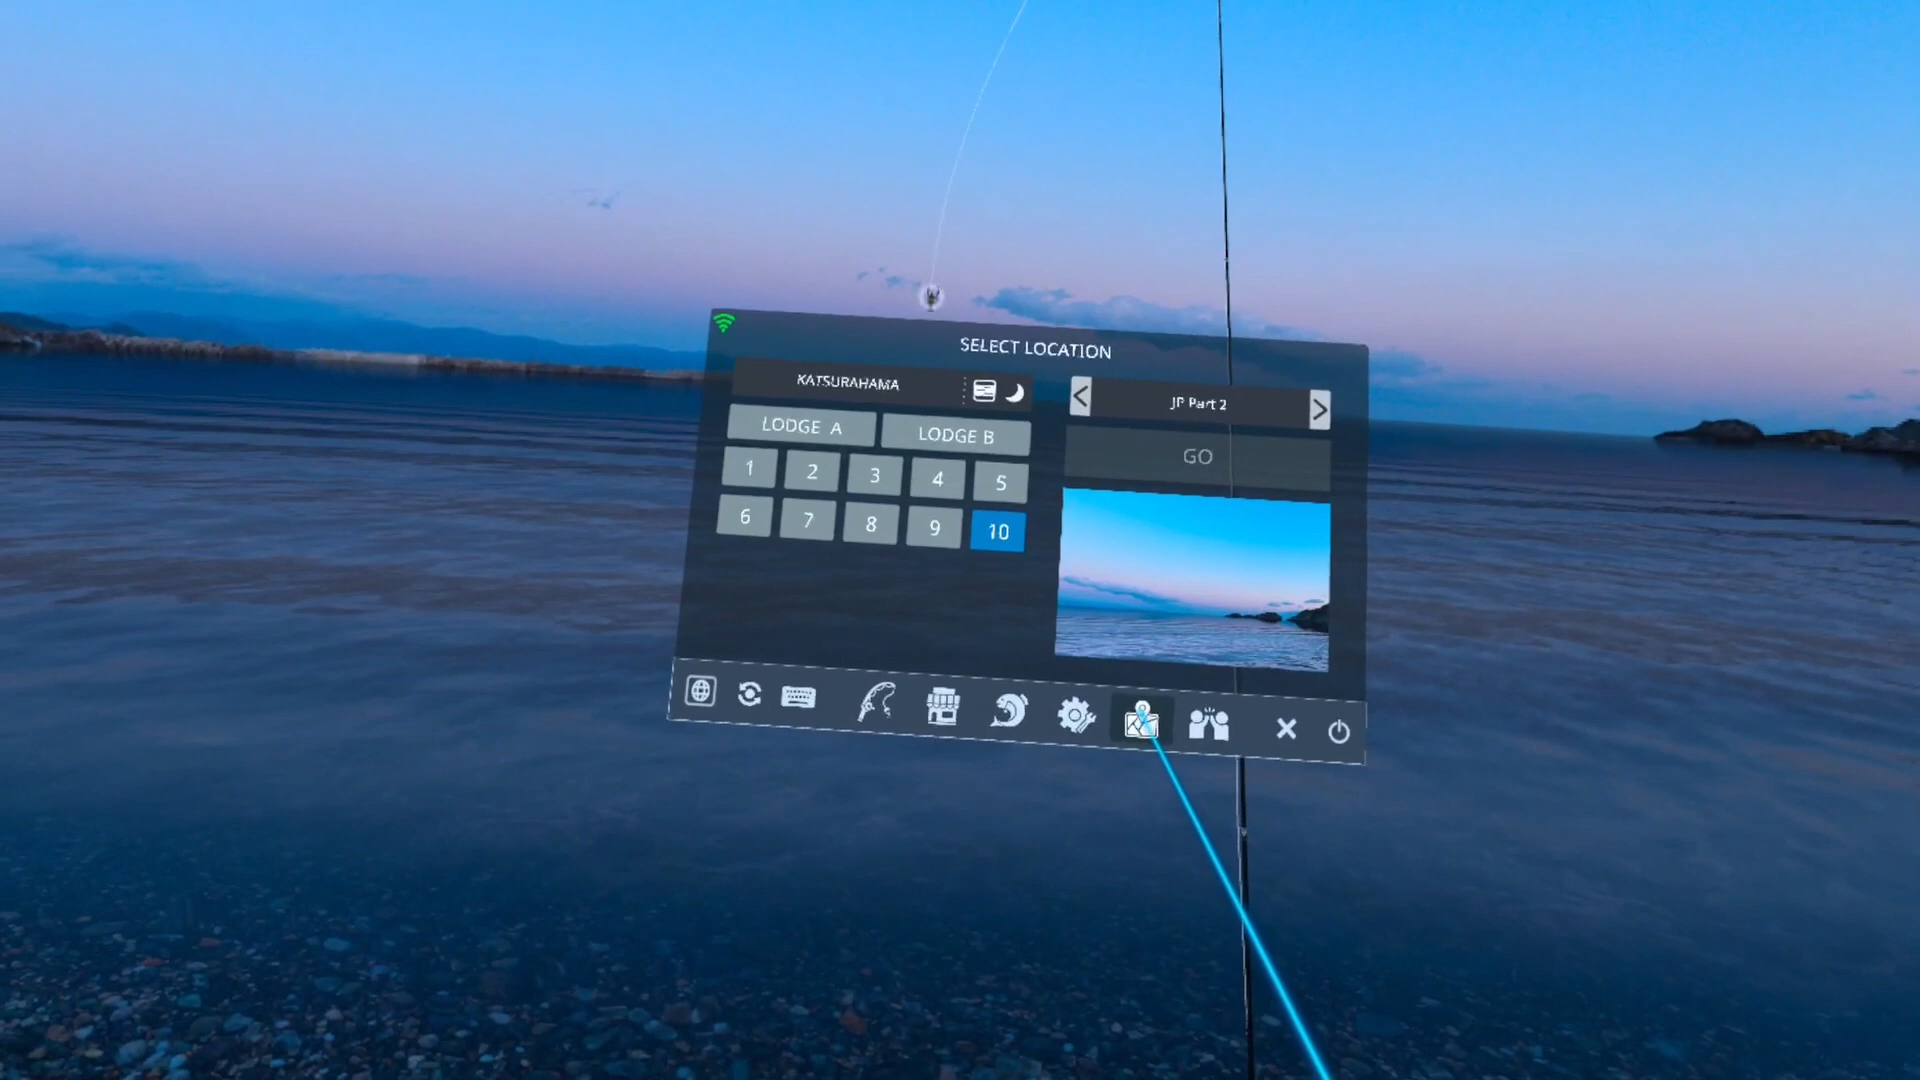 SELECT LOCATION
KATSURAHAMA
LODGE A LODGE B
1 2 3 4 5
6 7 8 9 10
< JP Part 2 >
GO